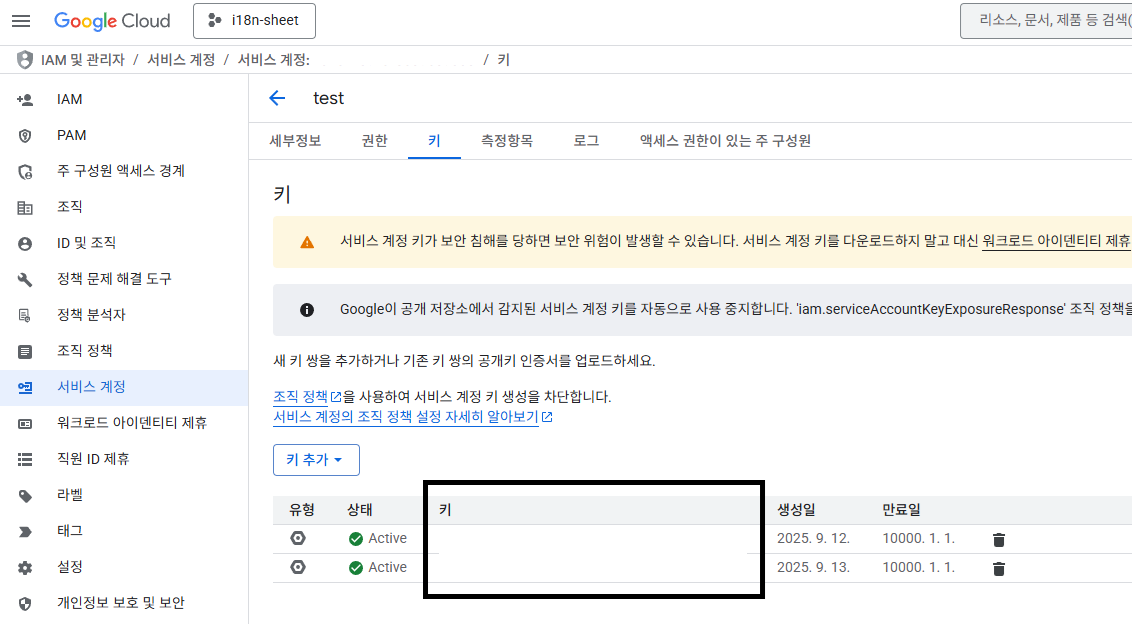 Google Cloud
i18n-sheet
리소스, 문서, 제품 등 검색(
IAM 및 관리자 / 서비스 계정 / 서비스 계정: / 키
IAM
PAM
주 구성원 액세스 경계
조직
ID 및 조직
정책 문제 해결 도구
정책 분석자
조직 정책
서비스 계정
워크로드 아이덴티티 제휴
직원 ID 제휴
라벨
태그
설정
개인정보 보호 및 보안
test
세부정보 권한 키 측정항목 로그 액세스 권한이 있는 주 구성원
키
서비스 계정 키가 보안 침해를 당하면 보안 위험이 발생할 수 있습니다. 서비스 계정 키를 다운로드하지 말고 대신 워크로드 아이덴티티 제휴
Google이 공개 저장소에서 감지된 서비스 계정 키를 자동으로 사용 중지합니다. 'iam.serviceAccountKeyExposureResponse' 조직 정책을
새 키 쌍을 추가하거나 기존 키 쌍의 공개키 인증서를 업로드하세요.
조직 정책을 사용하여 서비스 계정 키 생성을 차단합니다.
서비스 계정의 조직 정책 설정 자세히 알아보기
키 추가
유형 상태 키 생성일 만료일
Active 2025. 9. 12. 10000. 1. 1.
Active 2025. 9. 13. 10000. 1. 1.